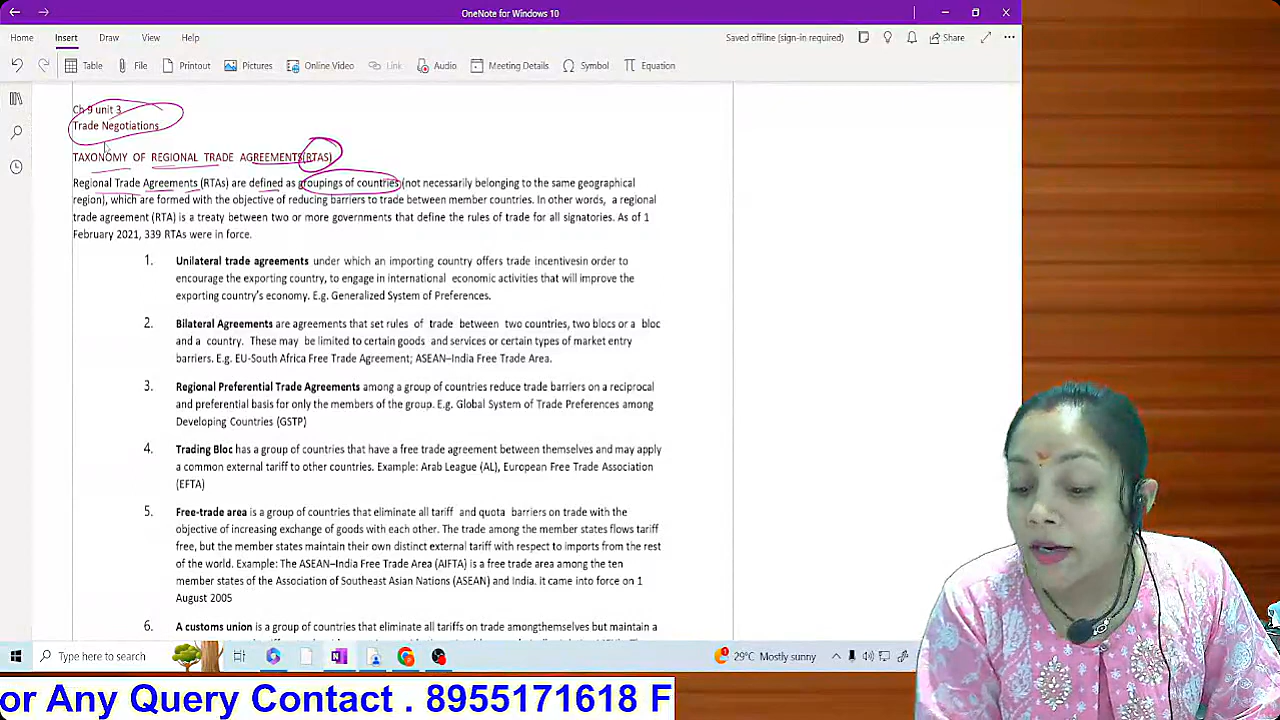 OneNote for Windows 10
Home Insert Draw View Help
Saved offline (sign-in required) Share
Table File Printout Pictures Online Video Link Audio Meeting Details Symbol Equation
Ch 9 unit 3
Trade Negotiations
TAXONOMY OF REGIONAL TRADE AGREEMENTS(RTAS)
Regional Trade Agreements (RTAs) are defined as groupings of countries (not necessarily belonging to the same geographical
region), which are formed with the objective of reducing barriers to trade between member countries. In other words, a regional
trade agreement (RTA) is a treaty between two or more governments that define the rules of trade for all signatories. As of 1
February 2021, 339 RTAs were in force.
1. Unilateral trade agreements under which an importing country offers trade incentivesin order to
encourage the exporting country, to engage in international economic activities that will improve the
exporting country's economy. E.g. Generalized System of Preferences.
2. Bilateral Agreements are agreements that set rules of trade between two countries, two blocs or a bloc
and a country. These may be limited to certain goods and services or certain types of market entry
barriers. E.g. EU-South Africa Free Trade Agreement; ASEAN–India Free Trade Area.
3. Regional Preferential Trade Agreements among a group of countries reduce trade barriers on a reciprocal
and preferential basis for only the members of the group. E.g. Global System of Trade Preferences among
Developing Countries (GSTP)
4. Trading Bloc has a group of countries that have a free trade agreement between themselves and may apply
a common external tariff to other countries. Example: Arab League (AL), European Free Trade Association
(EFTA)
5. Free-trade area is a group of countries that eliminate all tariff and quota barriers on trade with the
objective of increasing exchange of goods with each other. The trade among the member states flows tariff
free, but the member states maintain their own distinct external tariff with respect to imports from the rest
of the world. Example: The ASEAN–India Free Trade Area (AIFTA) is a free trade area among the ten
member states of the Association of Southeast Asian Nations (ASEAN) and India. it came into force on 1
August 2005
6. A customs union is a group of countries that eliminate all tariffs on trade amongthemselves but maintain a
Type here to search
29°C Mostly sunny
or Any Query Contact . 8955171618 F